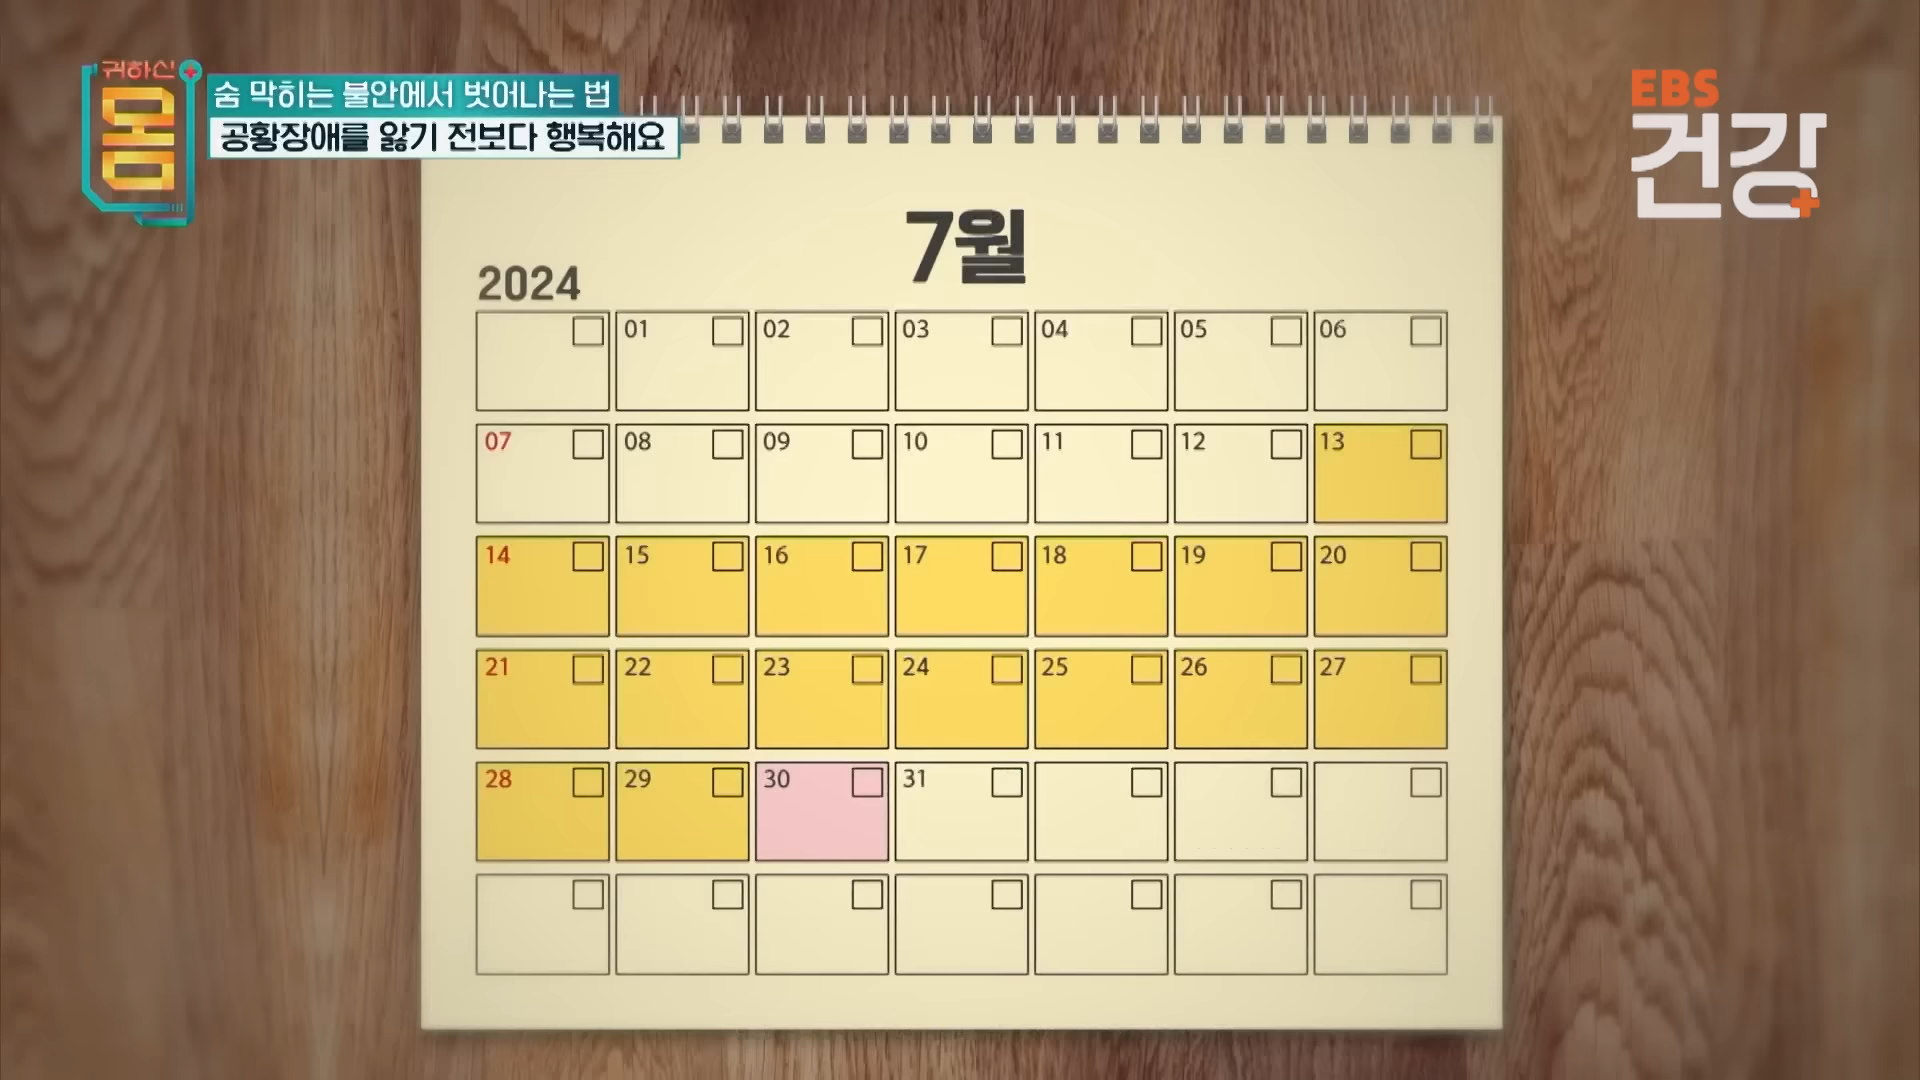 귀하신
몸
숨 막히는 불안에서 벗어나는 법
공황장애를 앓기 전보다 행복해요
EBS
건강
7월
2024
01 02 03 04 05 06
07 08 09 10 11 12 13
14 15 16 17 18 19 20
21 22 23 24 25 26 27
28 29 30 31